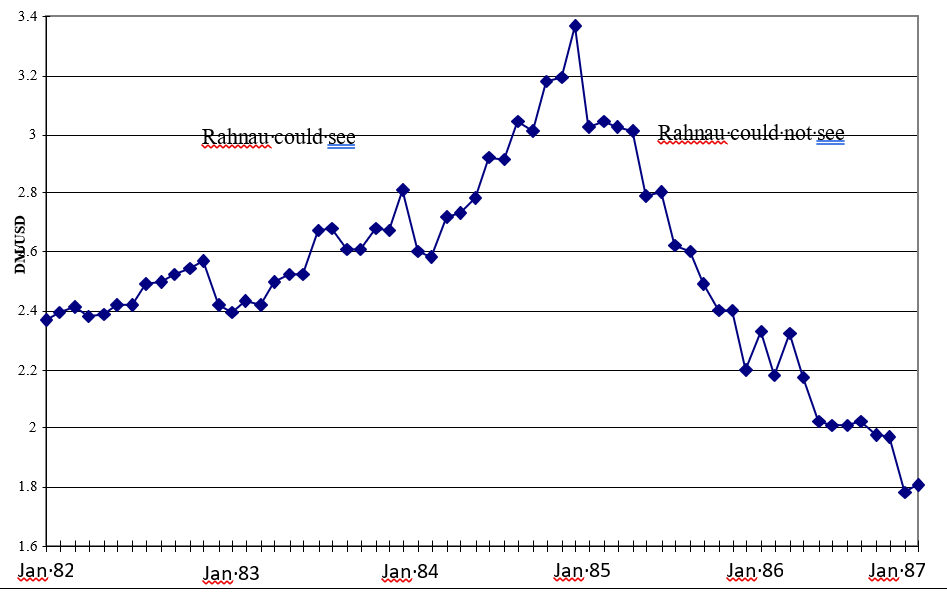 3.4
3.2
Rahnau·could·see
Rahnau·could·not·see
3
2.8
DM/USD
2.6
2.4
2.2
2
1.8
1.6
Jan·82
Jan·83
Jan·84
Jan·85
Jan·86
Jan·87